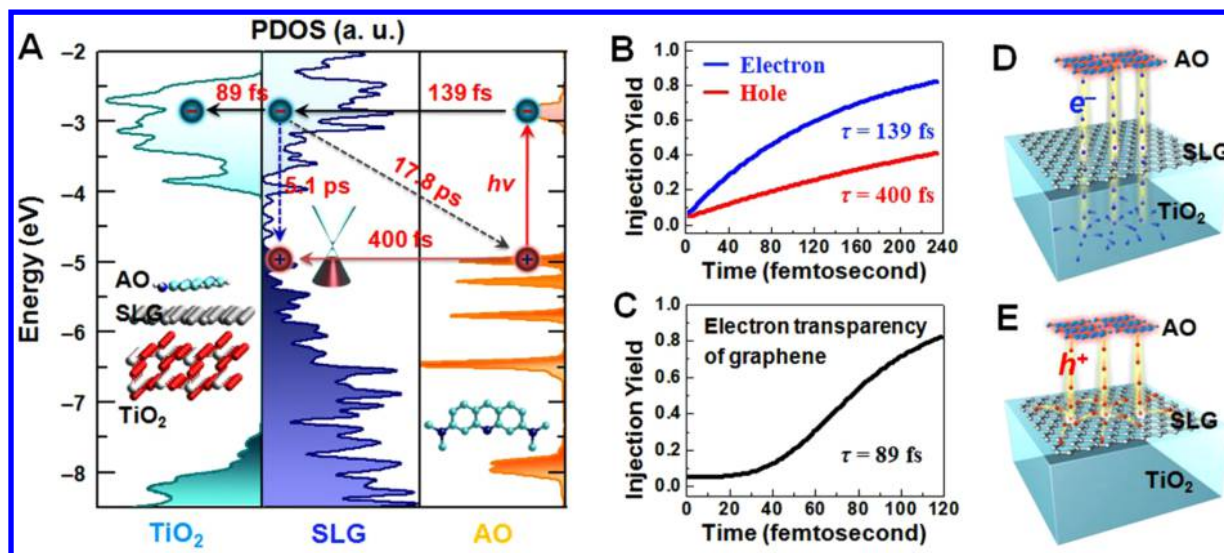 A
PDOS (a. u.)
Energy (eV)
–2
–3
–4
–5
–6
–7
–8
89 fs
139 fs
hν
17.8 ps
5.1 ps
400 fs
AO
SLG
TiO₂
TiO₂
SLG
AO
B
Injection Yield
1.0
0.8
0.6
0.4
0.2
0.0
Electron
Hole
τ = 139 fs
τ = 400 fs
0 40 80 120 160 200 240
Time (femtosecond)
C
Injection Yield
1.0
0.8
0.6
0.4
0.2
0.0
Electron transparency
of graphene
τ = 89 fs
0 20 40 60 80 100 120
Time (femtosecond)
D
AO
e⁻
SLG
TiO₂
E
AO
h⁺
SLG
TiO₂